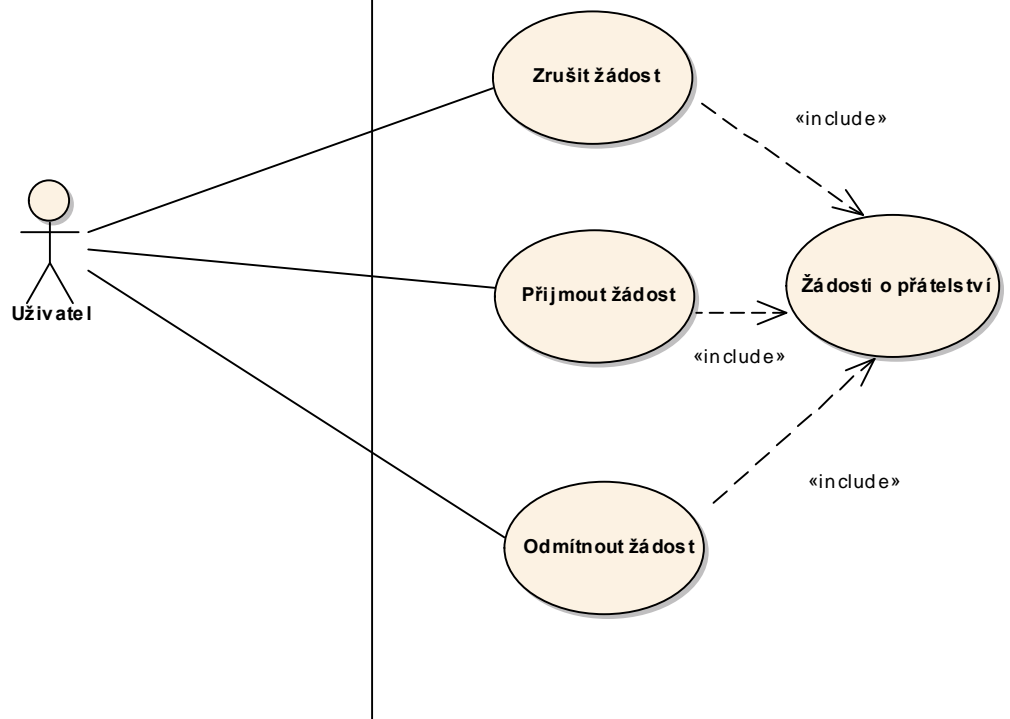 Zrušit žádost
«include»
Uživatel
Přijmout žádost
Žádosti o přátelství
«include»
«include»
Odmítnout žádost